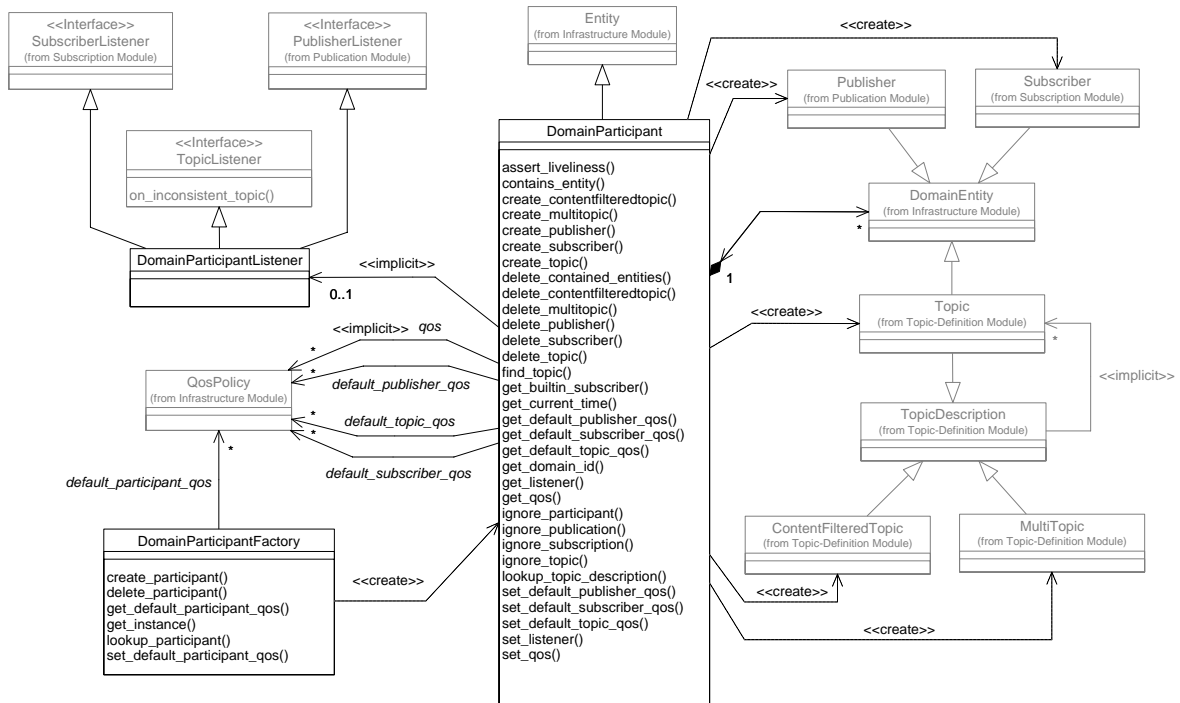 <<Interface>>
SubscriberListener
(from Subscription Module)
<<Interface>>
PublisherListener
(from Publication Module)
<<Interface>>
TopicListener
on_inconsistent_topic()
DomainParticipantListener
<<implicit>>
0..1
<<implicit>>
qos
*
*
default_publisher_qos
QosPolicy
(from Infrastructure Module)
*
default_topic_qos
*
default_subscriber_qos
*
default_participant_qos
DomainParticipantFactory
create_participant()
delete_participant()
get_default_participant_qos()
get_instance()
lookup_participant()
set_default_participant_qos()
<<create>>
Entity
(from Infrastructure Module)
DomainParticipant
assert_liveliness()
contains_entity()
create_contentfilteredtopic()
create_multitopic()
create_publisher()
create_subscriber()
create_topic()
delete_contained_entities()
delete_contentfilteredtopic()
delete_multitopic()
delete_publisher()
delete_subscriber()
delete_topic()
find_topic()
get_builtin_subscriber()
get_current_time()
get_default_publisher_qos()
get_default_subscriber_qos()
get_default_topic_qos()
get_domain_id()
get_listener()
get_qos()
ignore_participant()
ignore_publication()
ignore_subscription()
ignore_topic()
lookup_topic_description()
set_default_publisher_qos()
set_default_subscriber_qos()
set_default_topic_qos()
set_listener()
set_qos()
<<create>>
<<create>>
Publisher
(from Publication Module)
Subscriber
(from Subscription Module)
DomainEntity
(from Infrastructure Module)
*
1
<<create>>
Topic
(from Topic-Definition Module)
*
<<implicit>>
TopicDescription
(from Topic-Definition Module)
ContentFilteredTopic
(from Topic-Definition Module)
MultiTopic
(from Topic-Definition Module)
<<create>>
<<create>>